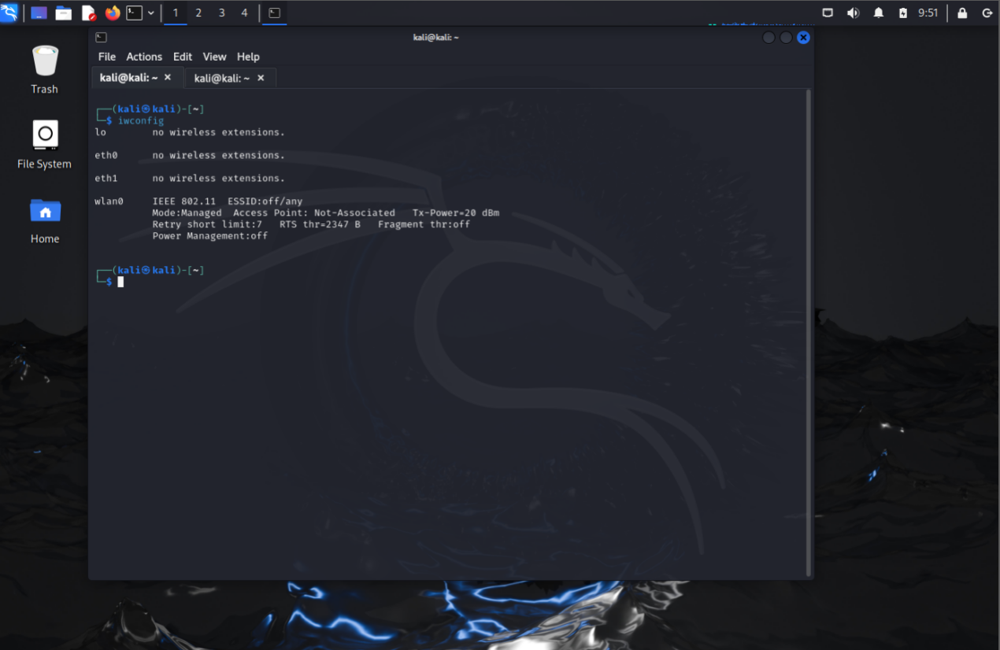 1 2 3 4 9:51
kali@kali: ~
File Actions Edit View Help
kali@kali: ~ × kali@kali: ~ ×
Trash
File System
Home
┌──(kali㉿kali)-[~]
└─$ iwconfig
lo        no wireless extensions.
eth0      no wireless extensions.
eth1      no wireless extensions.
wlan0     IEEE 802.11  ESSID:off/any
Mode:Managed  Access Point: Not-Associated   Tx-Power=20 dBm
Retry short limit:7   RTS thr=2347 B   Fragment thr:off
Power Management:off
┌──(kali㉿kali)-[~]
└─$